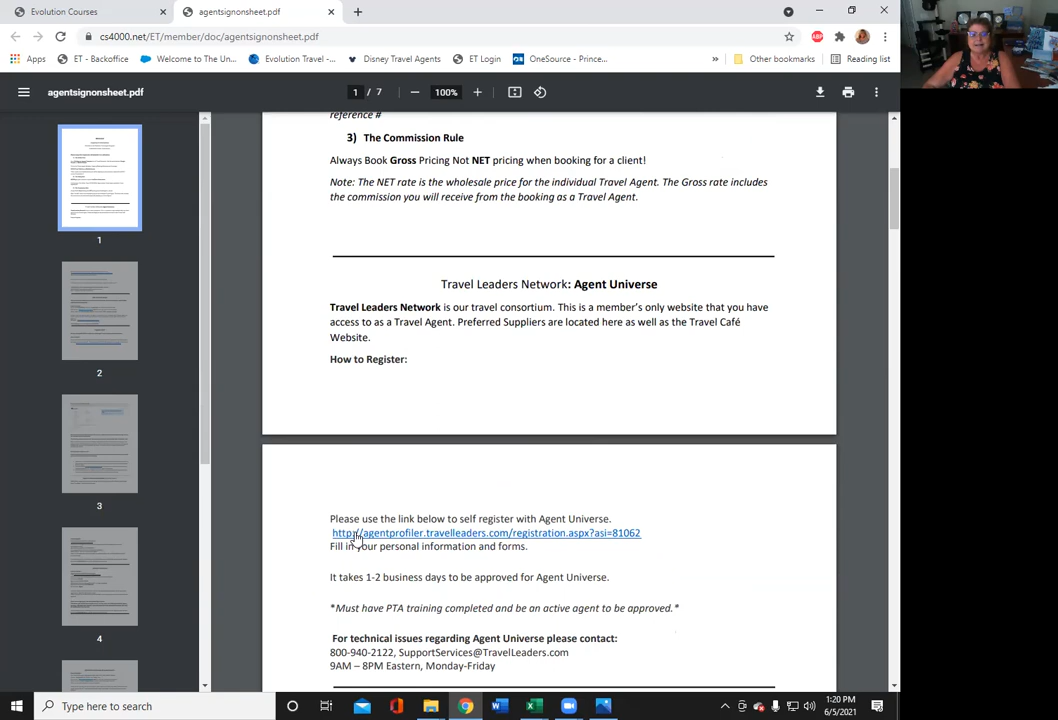 Evolution Courses
agentsignonsheet.pdf
cs4000.net/ET/member/doc/agentsignonsheet.pdf
ABP
Apps
ET - Backoffice
Welcome to The Un...
Evolution Travel -...
Disney Travel Agents
ET Login
OneSource - Prince...
»
Other bookmarks
Reading list
agentsignonsheet.pdf
1 / 7
100%
reference #
3) The Commission Rule
Always Book Gross Pricing Not NET pricing when booking for a client!
Note: The NET rate is the wholesale price for the individual Travel Agent. The Gross rate includes
the commission you will receive from the booking as a Travel Agent.
Travel Leaders Network: Agent Universe
Travel Leaders Network is our travel consortium. This is a member's only website that you have
access to as a Travel Agent. Preferred Suppliers are located here as well as the Travel Café
Website.
How to Register:
Please use the link below to self register with Agent Universe.
http://agentprofiler.travelleaders.com/registration.aspx?asi=81062
Fill in your personal information and forms.
It takes 1-2 business days to be approved for Agent Universe.
*Must have PTA training completed and be an active agent to be approved.*
For technical issues regarding Agent Universe please contact:
800-940-2122, SupportServices@TravelLeaders.com
9AM – 8PM Eastern, Monday-Friday
1
2
3
4
Type here to search
1:20 PM
6/5/2021